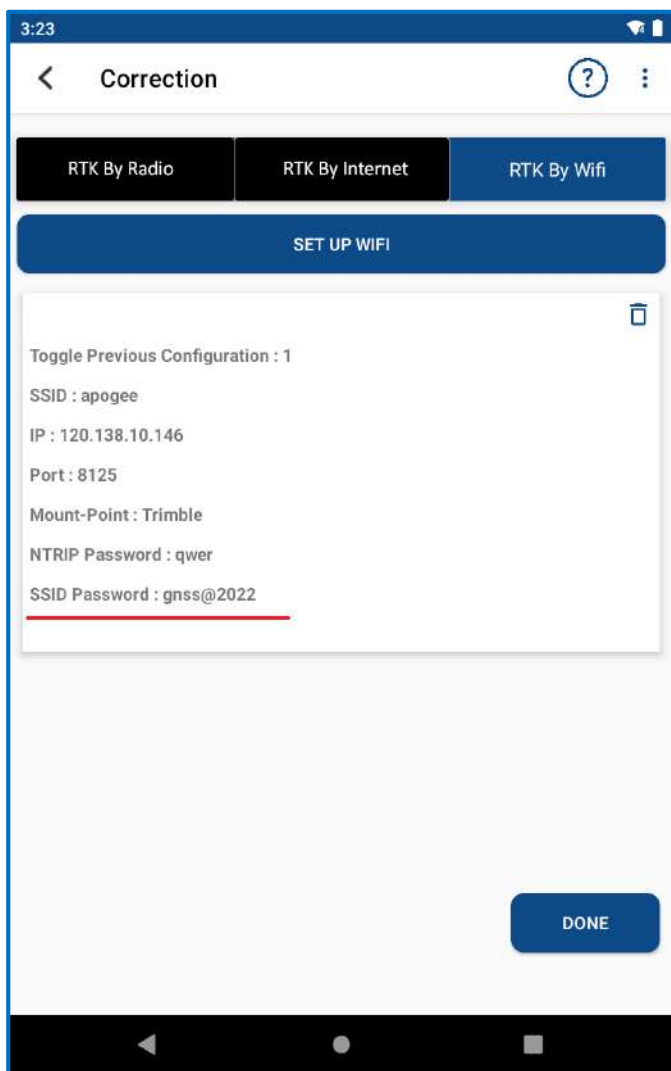 3:23
Correction
?
RTK By Radio
RTK By Internet
RTK By Wifi
SET UP WIFI
Toggle Previous Configuration : 1
SSID : apogee
IP : 120.138.10.146
Port : 8125
Mount-Point : Trimble
NTRIP Password : qwer
SSID Password : gnss@2022
DONE